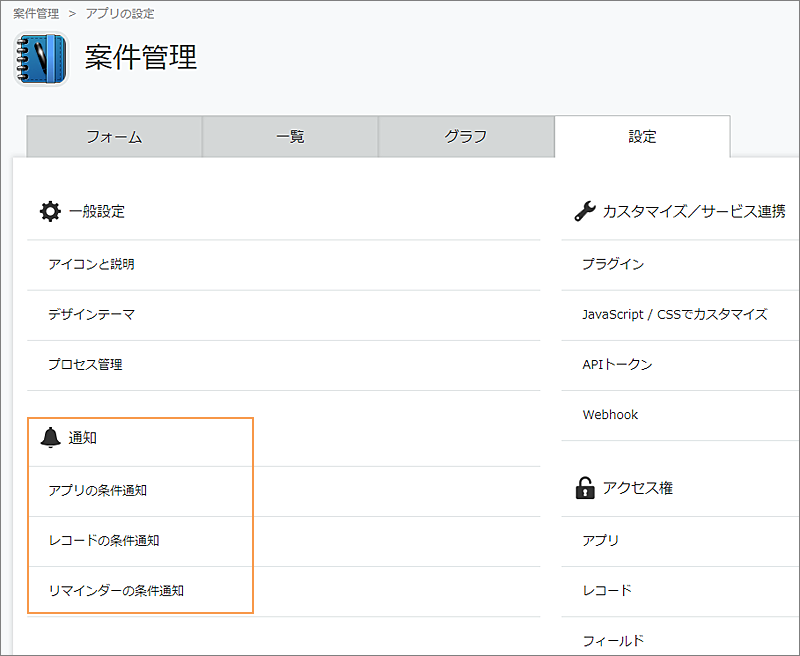 案件管理 > アプリの設定
案件管理
フォーム
一覧
グラフ
設定
一般設定
アイコンと説明
デザインテーマ
プロセス管理
通知
アプリの条件通知
レコードの条件通知
リマインダーの条件通知
カスタマイズ／サービス連携
プラグイン
JavaScript / CSSでカスタマイズ
APIトークン
Webhook
アクセス権
アプリ
レコード
フィールド